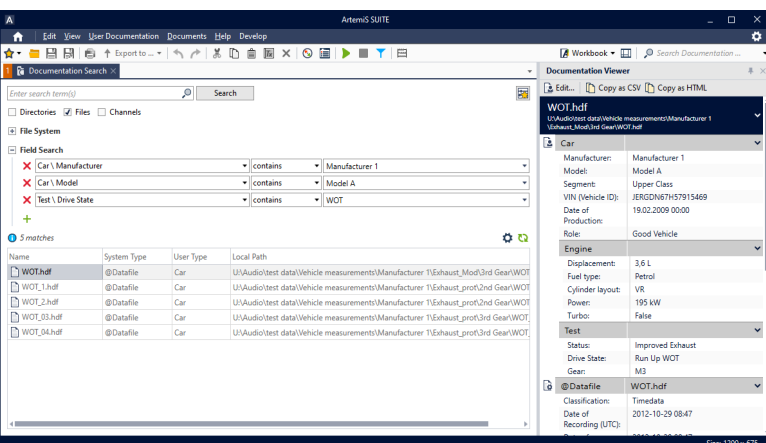 A
ArtemiS SUITE
Edit View User Documentation Documents Help Develop
Export to ...
Workbook
Search Documentation ...
1 Documentation Search
Enter search term(s)
Search
Directories Files Channels
File System
Field Search
Car \ Manufacturer contains Manufacturer 1
Car \ Model contains Model A
Test \ Drive State contains WOT
5 matches
Name System Type User Type Local Path
WOT.hdf @Datafile Car U:\Audio\test data\Vehicle measurements\Manufacturer 1\Exhaust_Mod\3rd Gear\WOT
WOT_1.hdf @Datafile Car U:\Audio\test data\Vehicle measurements\Manufacturer 1\Exhaust_prot\2nd Gear\WOT
WOT_2.hdf @Datafile Car U:\Audio\test data\Vehicle measurements\Manufacturer 1\Exhaust_prot\2nd Gear\WOT
WOT_03.hdf @Datafile Car U:\Audio\test data\Vehicle measurements\Manufacturer 1\Exhaust_prot\3rd Gear\WOT_
WOT_04.hdf @Datafile Car U:\Audio\test data\Vehicle measurements\Manufacturer 1\Exhaust_prot\3rd Gear\WOT_
Documentation Viewer
Edit... Copy as CSV Copy as HTML
WOT.hdf
U:\Audio\test data\Vehicle measurements\Manufacturer 1
\Exhaust_Mod\3rd Gear\WOT.hdf
Car
Manufacturer: Manufacturer 1
Model: Model A
Segment: Upper Class
VIN (Vehicle ID): JERGDN67H57915469
Date of 19.02.2009 00:00
Production:
Role: Good Vehicle
Engine
Displacement: 3,6 L
Fuel type: Petrol
Cylinder layout: VR
Power: 195 kW
Turbo: False
Test
Status: Improved Exhaust
Drive State: Run Up WOT
Gear: M3
@Datafile WOT.hdf
Classification: Timedata
Date of 2012-10-29 08:47
Recording (UTC):